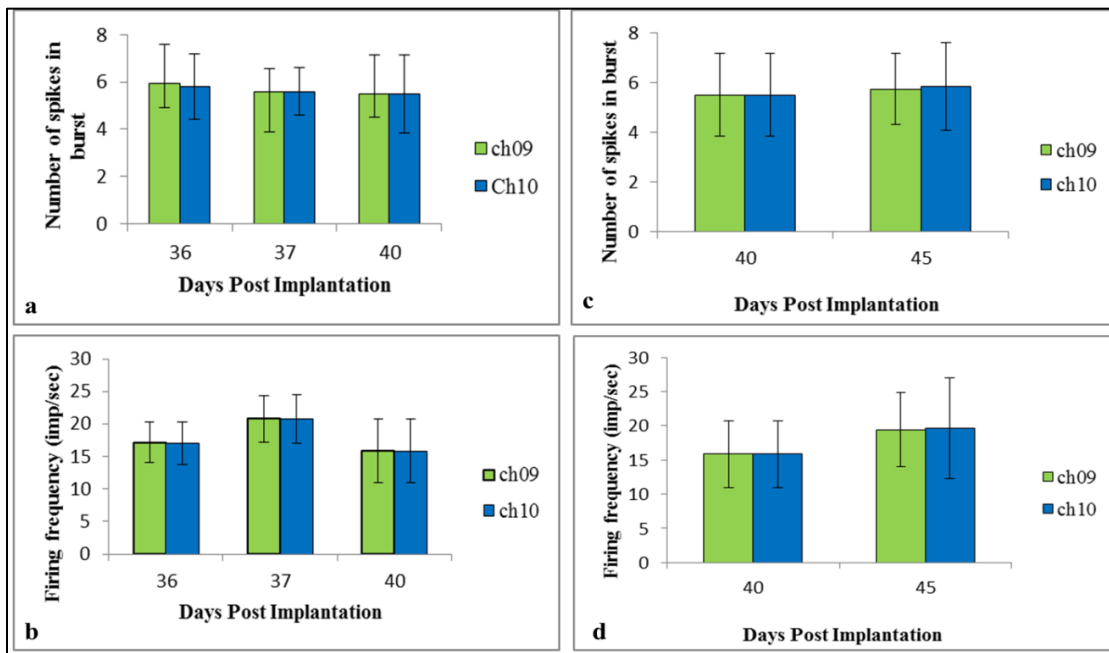 8
6
4
2
0
Number of spikes in
burst
36 37 40
Days Post Implantation
ch09
Ch10
a
8
6
4
2
0
Number of spikes in burst
40 45
Days Post Implantation
ch09
ch10
c
30
25
20
15
10
5
0
Firing frequency (imp/sec)
36 37 40
Days Post Implantation
ch09
ch10
b
30
25
20
15
10
5
0
Firing frequency (imp/sec)
40 45
Days Post Implantation
ch09
ch10
d